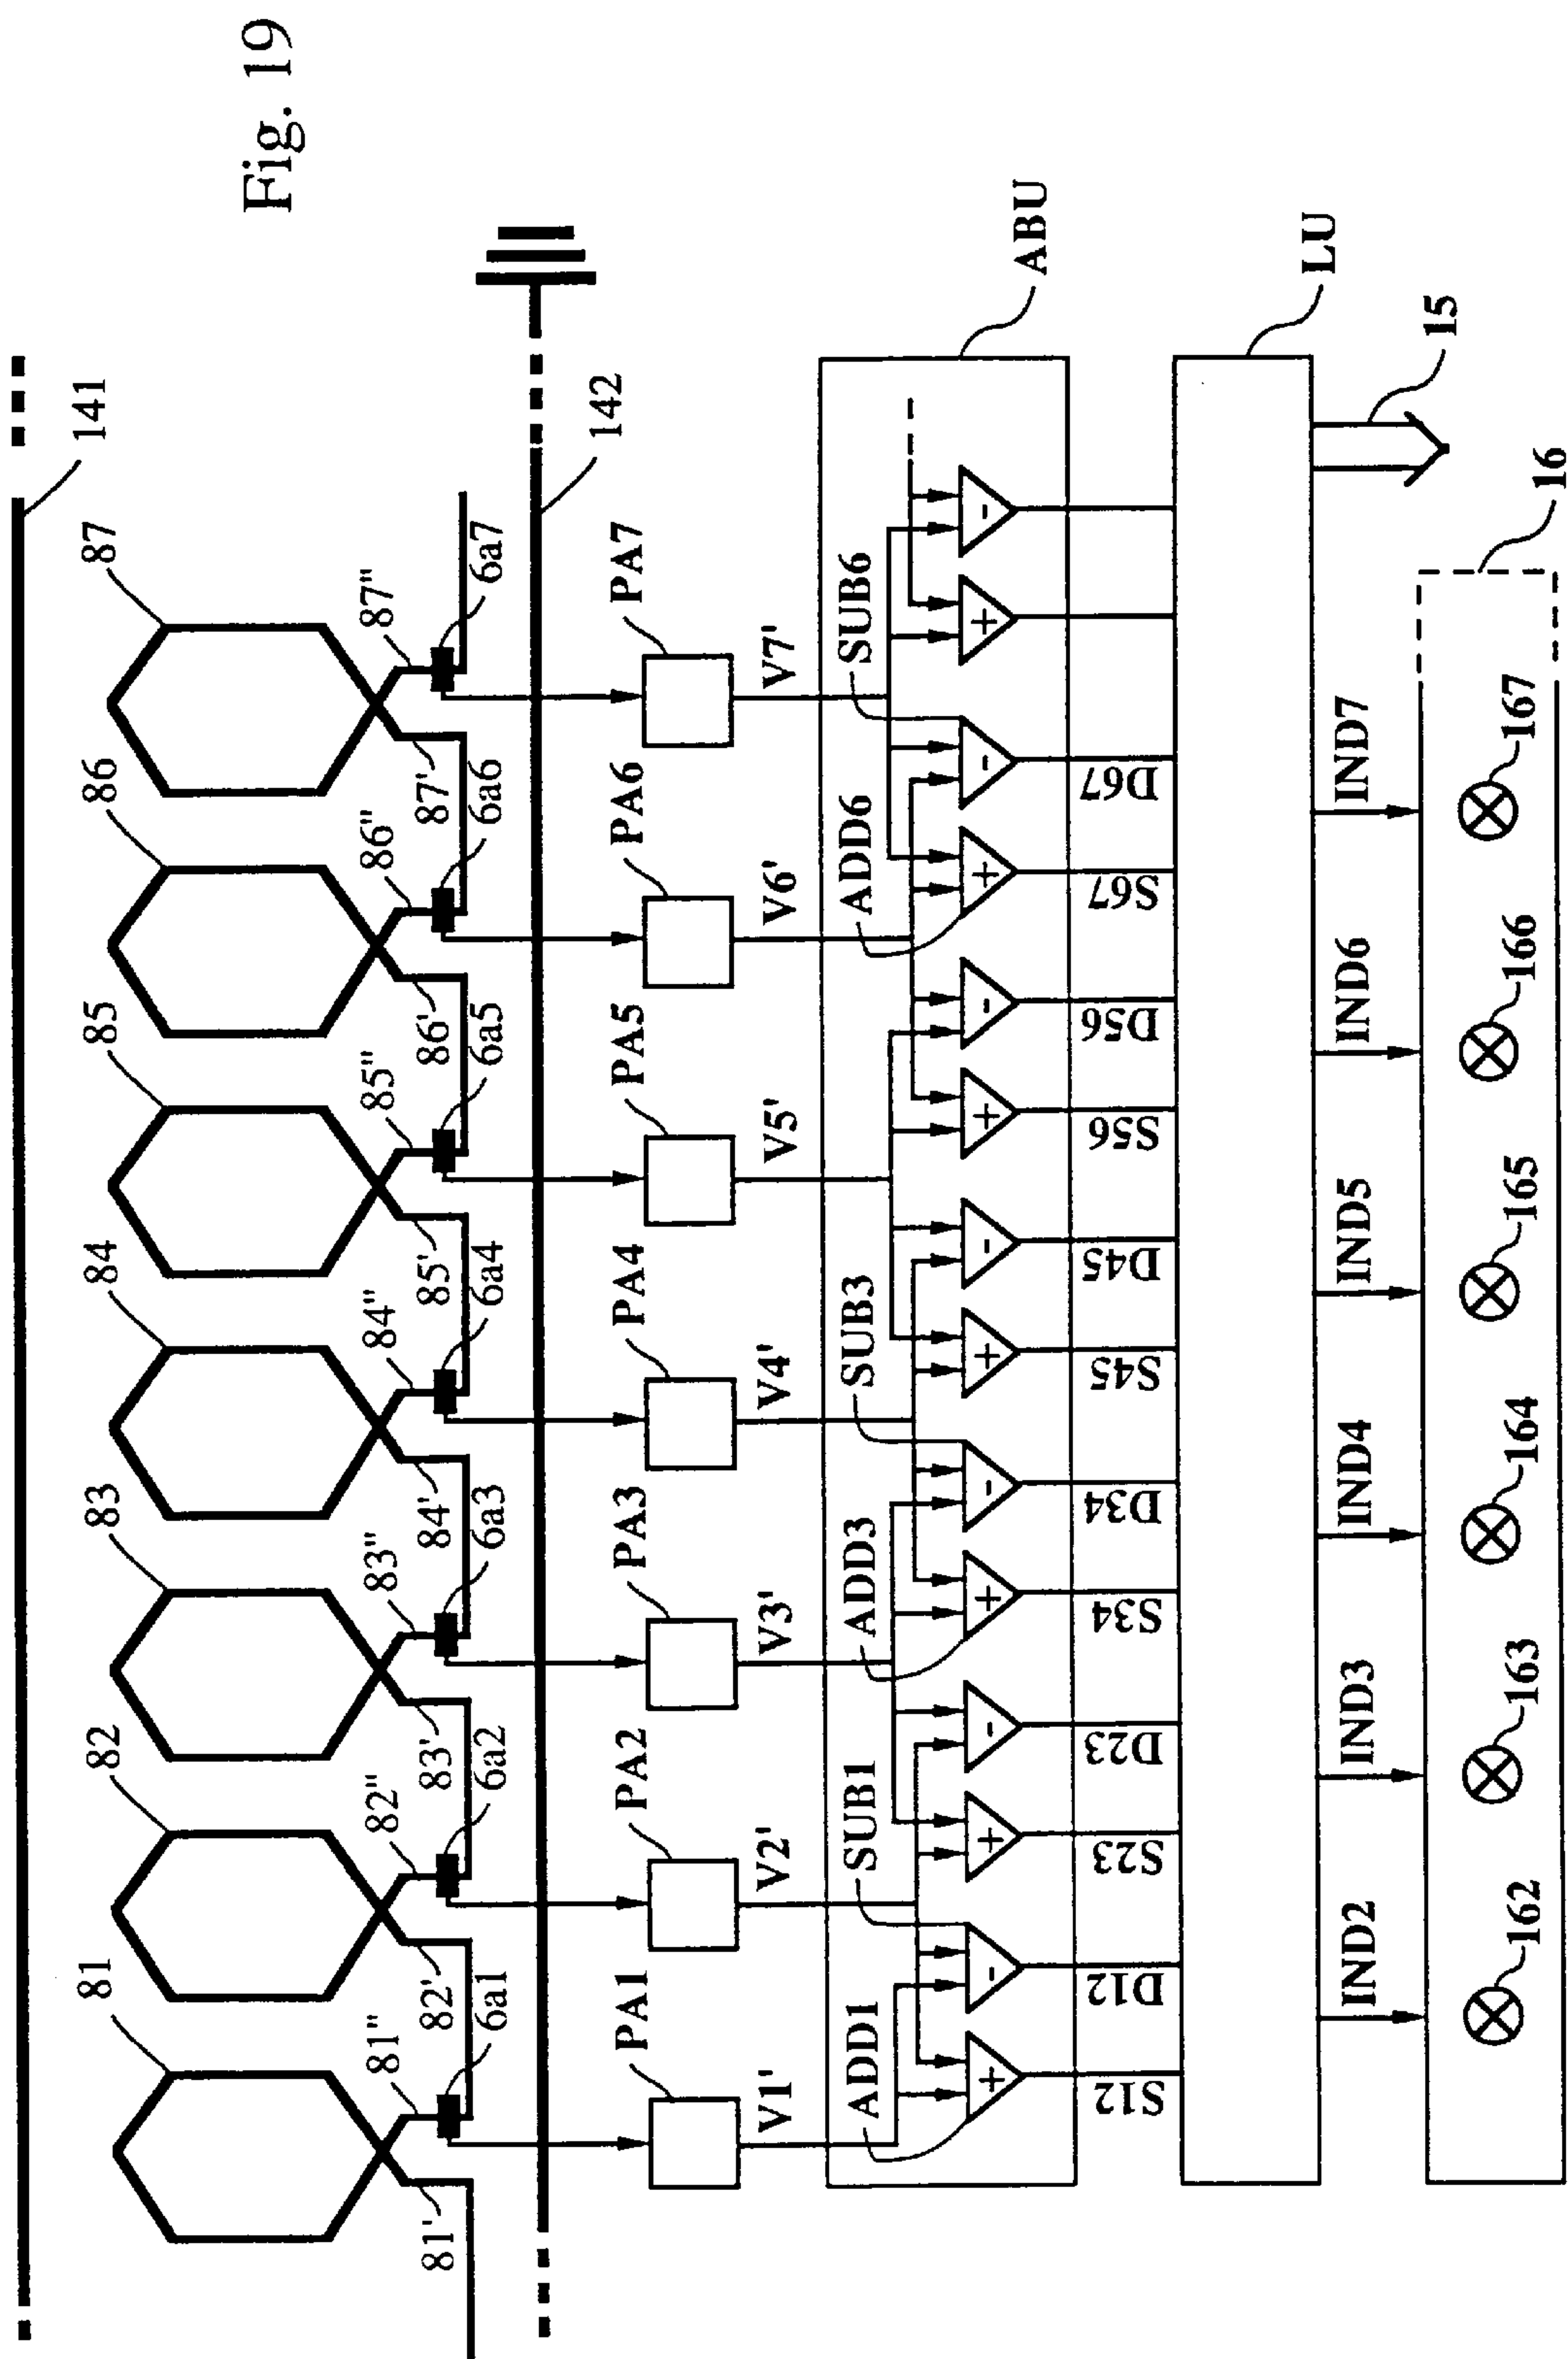 Fig. 19
141
81
82
83
84
85
86
87
81"
82"
83"
84"
85"
86"
87"
81'
82'
83'
84'
85'
86'
87'
6a1
6a2
6a3
6a4
6a5
6a6
6a7
142
PA1
PA2
PA3
PA4
PA5
PA6
PA7
V1'
V2'
V3'
V4'
V5'
V6'
V7'
ABU
ADD1
SUB1
ADD3
SUB3
ADD6
SUB6
+
-
+
-
+
-
+
-
+
-
+
-
+
-
S12
D12
S23
D23
S34
D34
S45
D45
S56
D56
S67
D67
LU
15
IND2
IND3
IND4
IND5
IND6
IND7
16
162
163
164
165
166
167